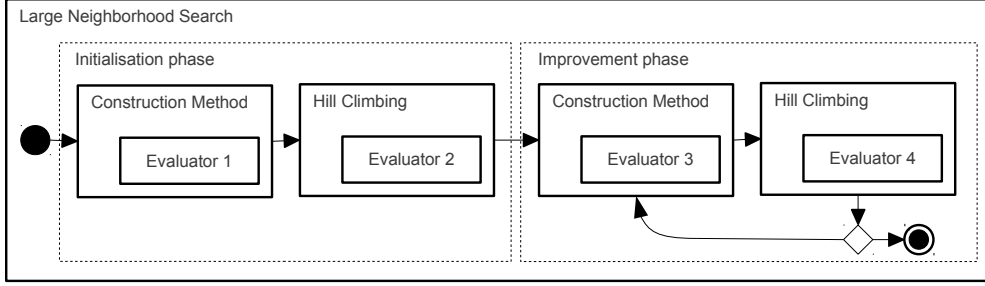 Large Neighborhood Search
Initialisation phase
Improvement phase
Construction Method
Hill Climbing
Construction Method
Hill Climbing
Evaluator 1
Evaluator 2
Evaluator 3
Evaluator 4